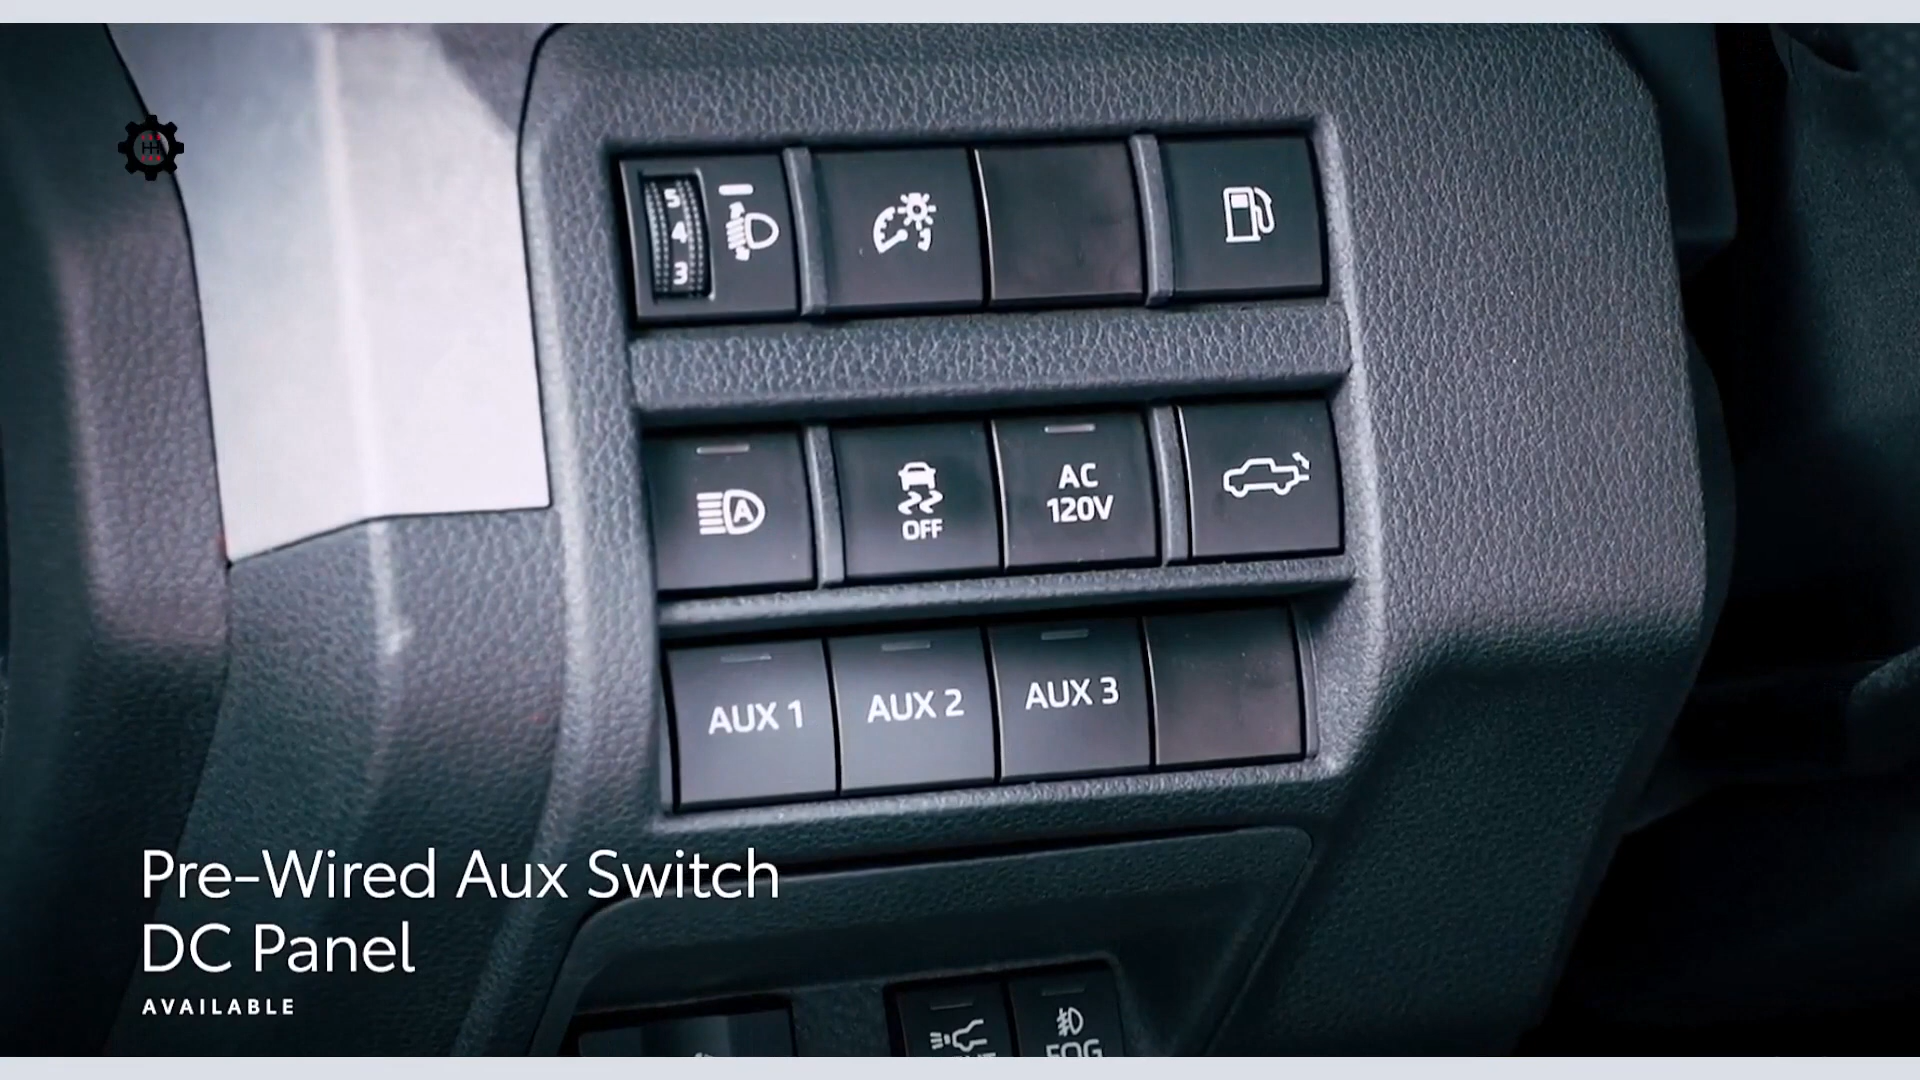 5
4
3
A
OFF
AC
120V
AUX 1
AUX 2
AUX 3
Pre-Wired Aux Switch
DC Panel
AVAILABLE
FOG